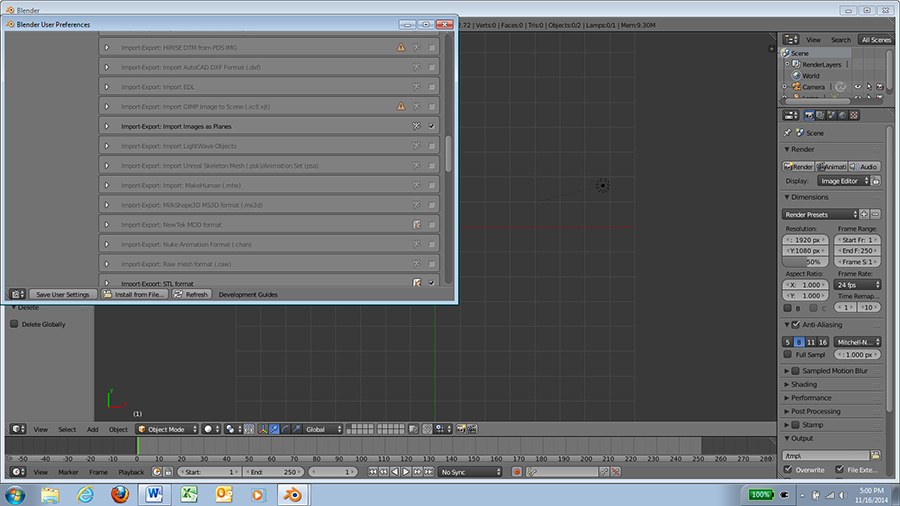 Blender
Blender User Preferences
.72 | Verts:0 | Faces:0 | Tris:0 | Objects:0/2 | Lamps:0/1 | Mem:9.30M
Import-Export: HiRISE DTM from PDS IMG
Import-Export: Import AutoCAD DXF Format (.dxf)
Import-Export: Import EDL
Import-Export: Import GIMP Image to Scene (.xcf/.xjt)
Import-Export: Import Images as Planes
Import-Export: Import LightWave Objects
Import-Export: Import Unreal Skeleton Mesh (.psk)/Animation Set (psa)
Import-Export: Import: MakeHuman (.mhx)
Import-Export: MilkShape3D MS3D format (.ms3d)
Import-Export: NewTek MDD format
Import-Export: Nuke Animation Format (.chan)
Import-Export: Raw mesh format (.raw)
Import-Export: STL format
Save User Settings
Install from File...
Refresh
Development Guides
Delete
Delete Globally
y
(1)
View Select Add Object Object Mode Global
-50 -40 -30 -20 -10 0 10 20 30 40 50 60 70 80 90 100 110 120 130 140 150 160 170 180 190 200 210 220 230 240 250 260 270 280
View Marker Frame Playback Start: 1 End: 250 1 No Sync
View Search All Scenes
Scene
RenderLayers
World
Camera
Scene
Render
Render Animati Audio
Display: Image Editor
Dimensions
Render Presets
Resolution: Frame Range:
: 1920 px Start Fr: 1
Y:1080 px End F: 250
50% Frame S: 1
Aspect Ratio: Frame Rate:
X: 1.000 24 fps
Y: 1.000 Time Remap...
B C 1 10
Anti-Aliasing
5 8 11 16 Mitchell-N...
Full Sampl : 1.000 px
Sampled Motion Blur
Shading
Performance
Post Processing
Stamp
Output
/tmp\
Overwrite File Exte...
100%
5:00 PM
11/16/2014